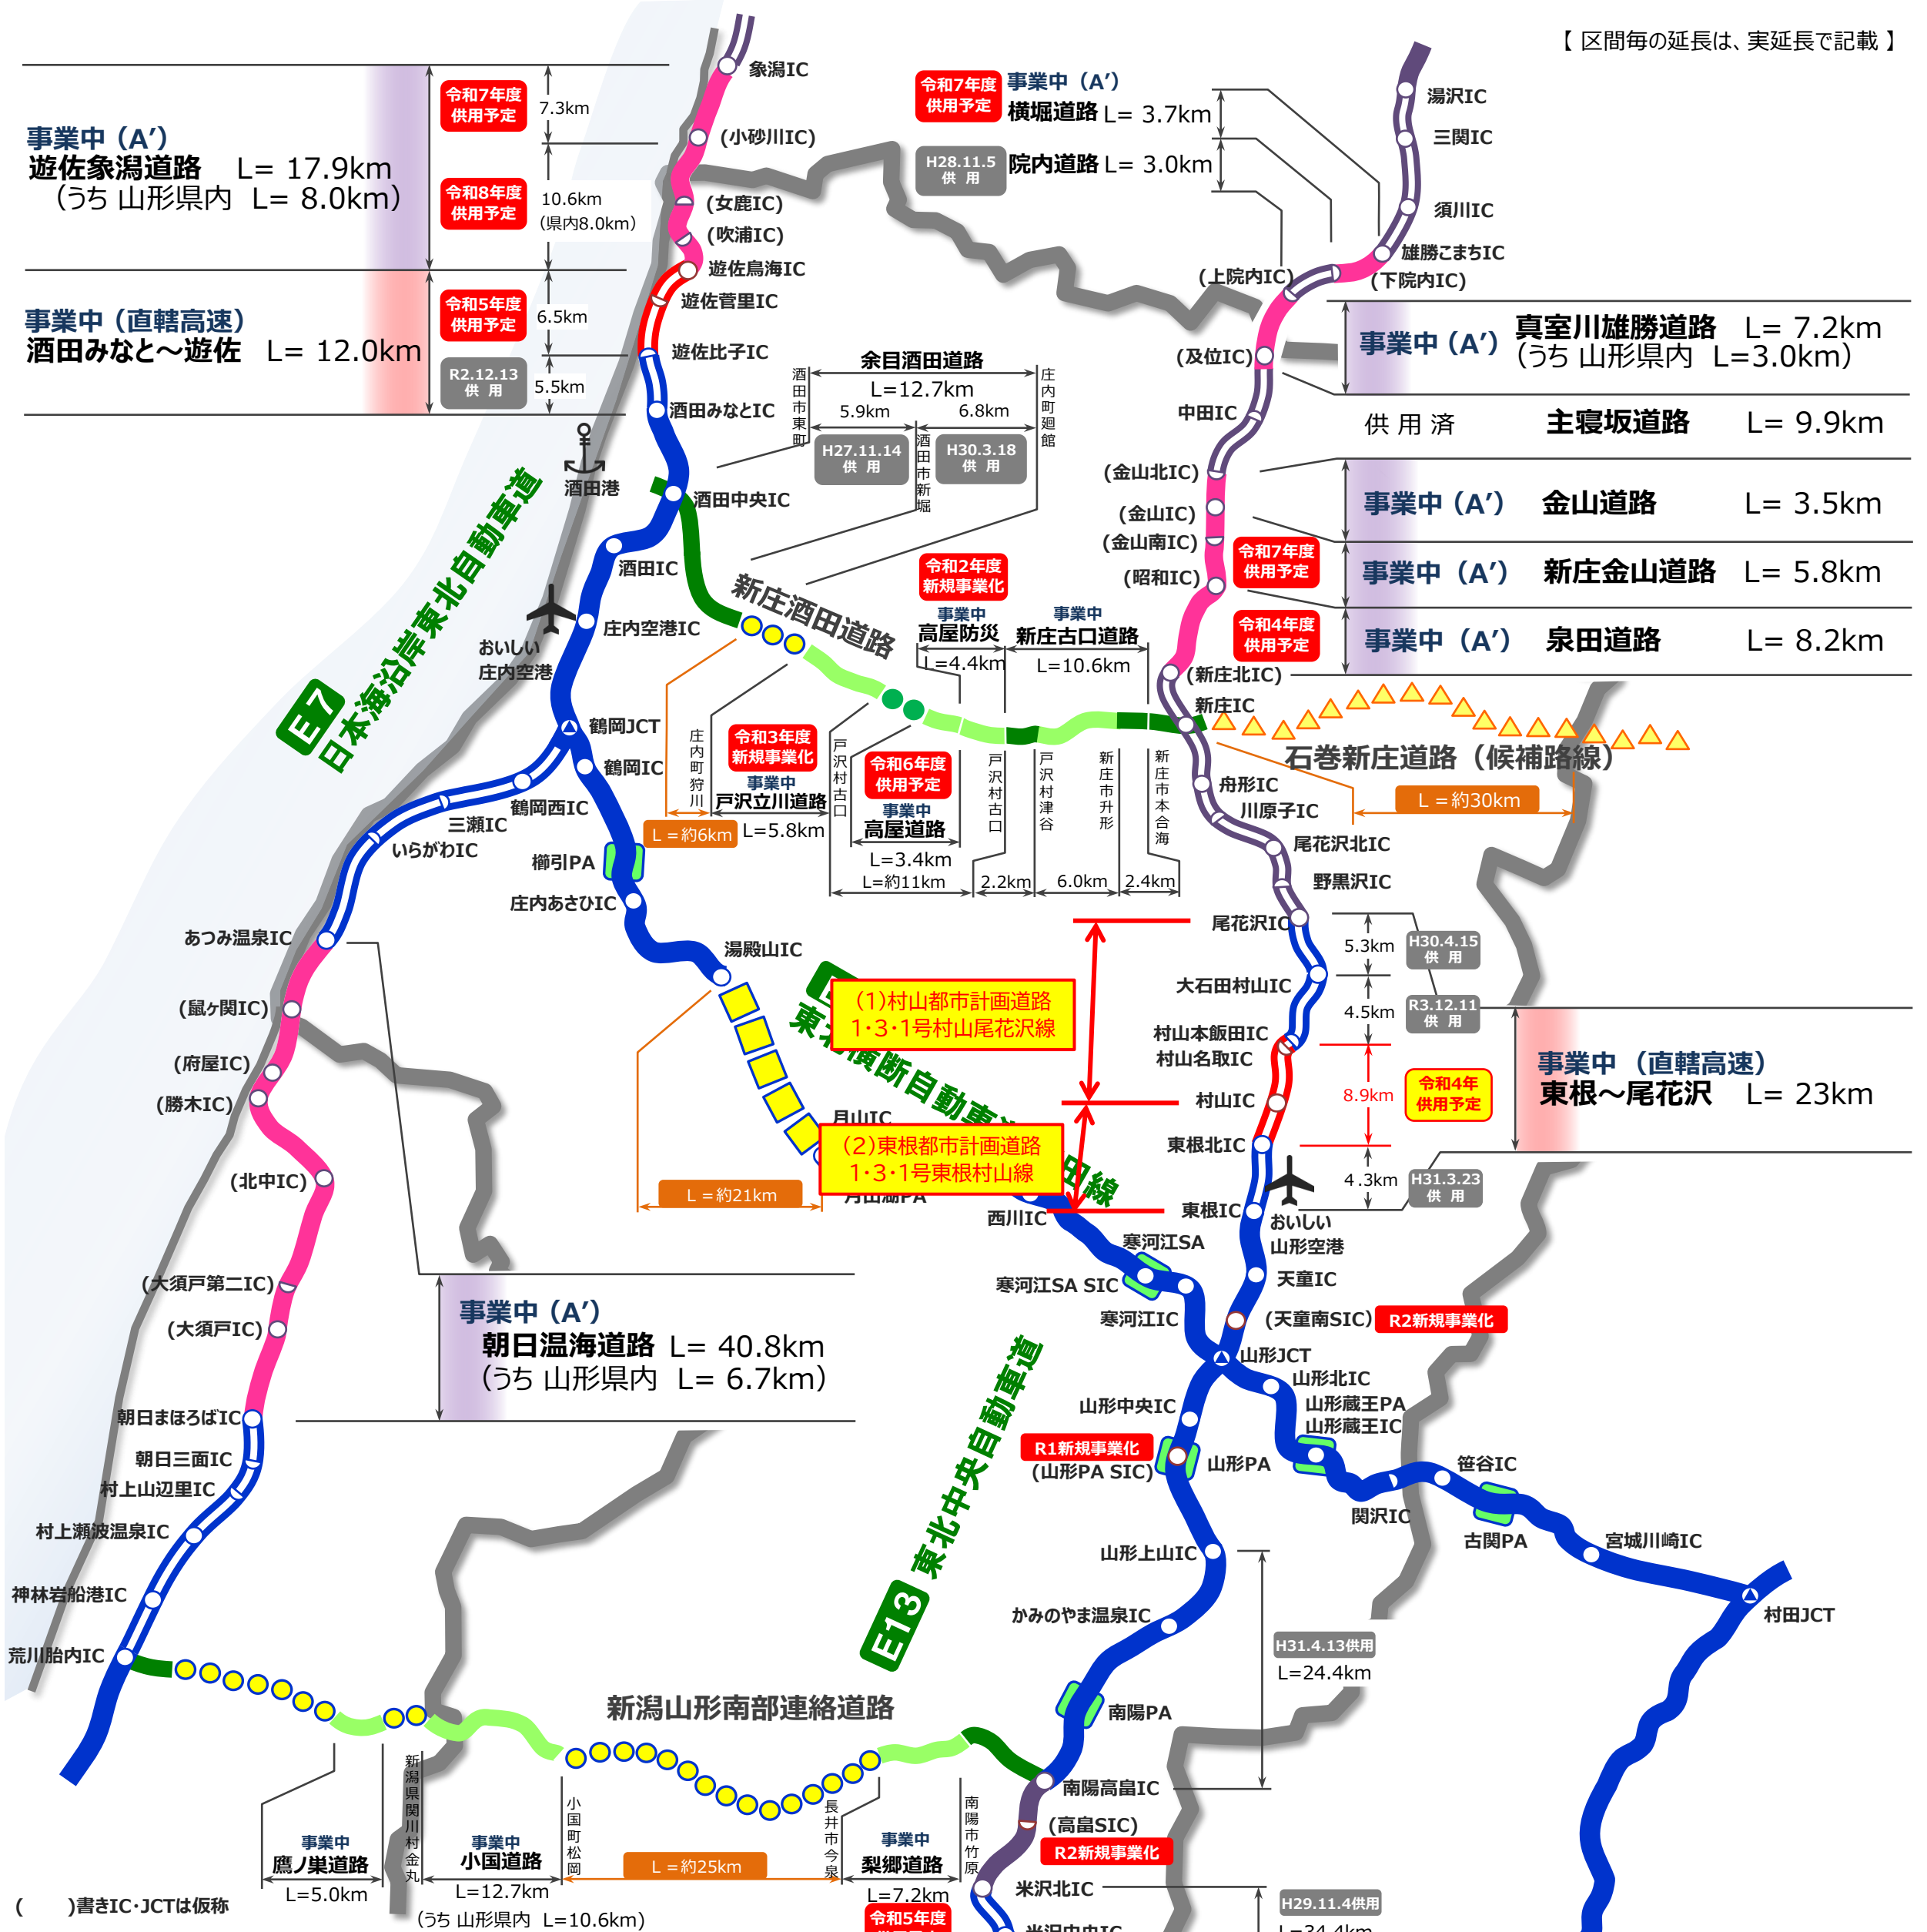 【 区間毎の延長は、実延長で記載 】
事業中（A’）
遊佐象潟道路　L= 17.9km
（うち 山形県内　L= 8.0km）
令和7年度
供用予定
7.3km
令和8年度
供用予定
10.6km
（県内8.0km）
事業中（直轄高速）
酒田みなと～遊佐　L= 12.0km
令和5年度
供用予定
6.5km
R2.12.13
供　用
5.5km
象潟IC
(小砂川IC)
(女鹿IC)
(吹浦IC)
遊佐鳥海IC
遊佐菅里IC
遊佐比子IC
酒田みなとIC
酒田港
酒田中央IC
酒田IC
庄内空港IC
おいしい
庄内空港
鶴岡JCT
鶴岡IC
鶴岡西IC
三瀬IC
いらがわIC
櫛引PA
庄内あさひIC
湯殿山IC
あつみ温泉IC
(鼠ヶ関IC)
(府屋IC)
(勝木IC)
(北中IC)
(大須戸第二IC)
(大須戸IC)
朝日まほろばIC
朝日三面IC
村上山辺里IC
村上瀬波温泉IC
神林岩船港IC
荒川胎内IC
E7
日本海沿岸東北自動車道
令和7年度
供用予定
事業中（A’）
横堀道路 L= 3.7km
H28.11.5
供　用
院内道路 L= 3.0km
湯沢IC
三関IC
須川IC
雄勝こまちIC
(下院内IC)
(上院内IC)
(及位IC)
中田IC
(金山北IC)
(金山IC)
(金山南IC)
(昭和IC)
(新庄北IC)
新庄IC
舟形IC
川原子IC
尾花沢北IC
野黒沢IC
尾花沢IC
大石田村山IC
村山本飯田IC
村山名取IC
村山IC
東根北IC
東根IC
おいしい
山形空港
天童IC
(天童南SIC)
R2新規事業化
山形JCT
事業中（A’）
真室川雄勝道路　L= 7.2km
（うち 山形県内　L=3.0km）
供 用 済　主寝坂道路　L= 9.9km
事業中（A’）　金山道路　L= 3.5km
令和7年度
供用予定
事業中（A’）　新庄金山道路　L= 5.8km
令和4年度
供用予定
事業中（A’）　泉田道路　L= 8.2km
余目酒田道路
L=12.7km
5.9km
6.8km
酒田市東町
H27.11.14
供　用
酒田市新堀
H30.3.18
供　用
庄内町廻館
新庄酒田道路
令和2年度
新規事業化
事業中
高屋防災
L=4.4km
事業中
新庄古口道路
L=10.6km
庄内町狩川
L＝約6km
令和3年度
新規事業化
事業中
戸沢立川道路
L=5.8km
戸沢村古口
令和6年度
供用予定
事業中
高屋道路
L=3.4km
L=約11km
戸沢村古口
2.2km
戸沢村津谷
6.0km
新庄市升形
2.4km
新庄市本合海
石巻新庄道路（候補路線）
L＝約30km
5.3km
H30.4.15
供　用
4.5km
R3.12.11
供　用
8.9km
令和4年
供用予定
4.3km
H31.3.23
供　用
事業中 （直轄高速）
東根～尾花沢　L= 23km
（1）村山都市計画道路
1・3・1号村山尾花沢線
（2）東根都市計画道路
1・3・1号東根村山線
L＝約21km
月山IC
月山湖PA
西川IC
寒河江SA
寒河江SA SIC
寒河江IC
事業中（A’）
朝日温海道路 L= 40.8km
（うち 山形県内　L= 6.7km）
E13
東北中央自動車道
山形北IC
山形蔵王PA
山形蔵王IC
山形中央IC
R1新規事業化
(山形PA SIC)
山形PA
笹谷IC
関沢IC
古関PA
宮城川崎IC
村田JCT
山形上山IC
かみのやま温泉IC
H31.4.13供用
L=24.4km
南陽PA
南陽高畠IC
(高畠SIC)
R2新規事業化
米沢北IC
H29.11.4供用
新潟山形南部連絡道路
事業中
鷹ノ巣道路
L=5.0km
新潟県関川村金丸
事業中
小国道路
L=12.7km
（うち 山形県内　L=10.6km）
小国町松岡
L＝約25km
長井市今泉
事業中
梨郷道路
L=7.2km
令和5年度
南陽市竹原
(　　)書きIC・JCTは仮称